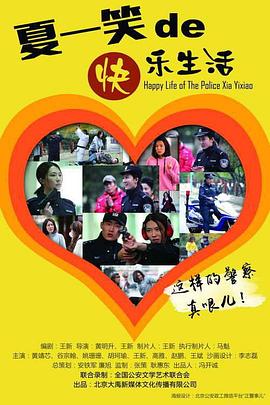 夏一笑 de
快乐生活
Happy Life of The Police Xia Yixiao
这样的警察
真哏儿！
编剧：王新 导演：黄明升、王新 制片人：王新 执行制片人：马魁
主演：黄靖芯、谷宗翰、姚珊珊、胡可瑜、王新、高雅、赵鹏、王斌 沙画设计：李志磊
总策划：安铁军 廉旭 监制：张策 耿惠东 出品人：冯开诚
联合录制：全国公安文学艺术联合会
出品：北京大禹新媒体文化传播有限公司